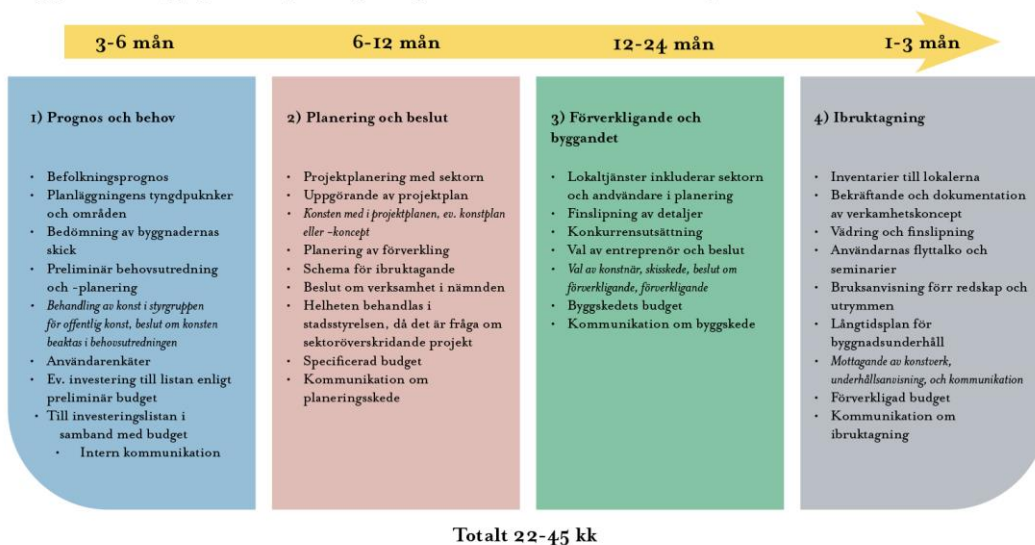 3-6 mån
6-12 mån
12-24 mån
1-3 mån
1) Prognos och behov
• Befolkningsprognos
• Planläggningens tyngdpuknker
och områden
• Bedömning av byggnadernas
skick
• Preliminär behovsutredning
och -planering
• Behandling av konst i styrgruppen
för offentlig konst, beslut om konsten
beaktas i behovsutredningen
• Användarenkäter
• Ev. investering till listan enligt
preliminär budget
• Till investeringslistan i
samband med budget
• Intern kommunikation
2) Planering och beslut
• Projektplanering med sektorn
• Uppgörande av projektplan
• Konsten med i projektplanen, ev. konstplan
eller –koncept
• Planering av förverkling
• Schema för ibruktagande
• Beslut om verksamhet i nämnden
• Helheten behandlas i
stadsstyrelsen, då det är fråga om
sektoröverskridande projekt
• Specificerad budget
• Kommunikation om
planeringsskede
3) Förverkligande och
byggandet
• Lokaltjänster inkluderar sektorn
och andvändare i planering
• Finslipning av detaljer
• Konkurrensutsättning
• Val av entreprenör och beslut
• Val av konstnär, skisskede, beslut om
förverkligande, förverkligande
• Byggskedets budget
• Kommunikation om byggskede
4) Ibruktagning
• Inventarier till lokalerna
• Bekräftande och dokumentation
av verkamhetskoncept
• Vädring och finslipning
• Användarnas flyttalko och
seminarier
• Bruksanvisning förr redskap och
utrymmen
• Långtidsplan för
byggnadsunderhåll
• Mottagande av konstverk,
underhållsanvisning, och kommunikation
• Förverkligad budget
• Kommunikation om
ibruktagning
Totalt 22-45 kk